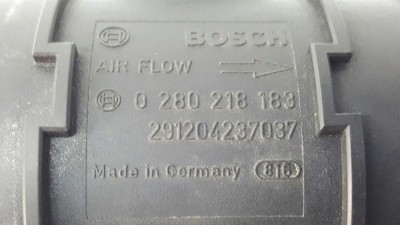 BOSCH
AIR FLOW
0 280 218 183
291204237037
Made in Germany 816